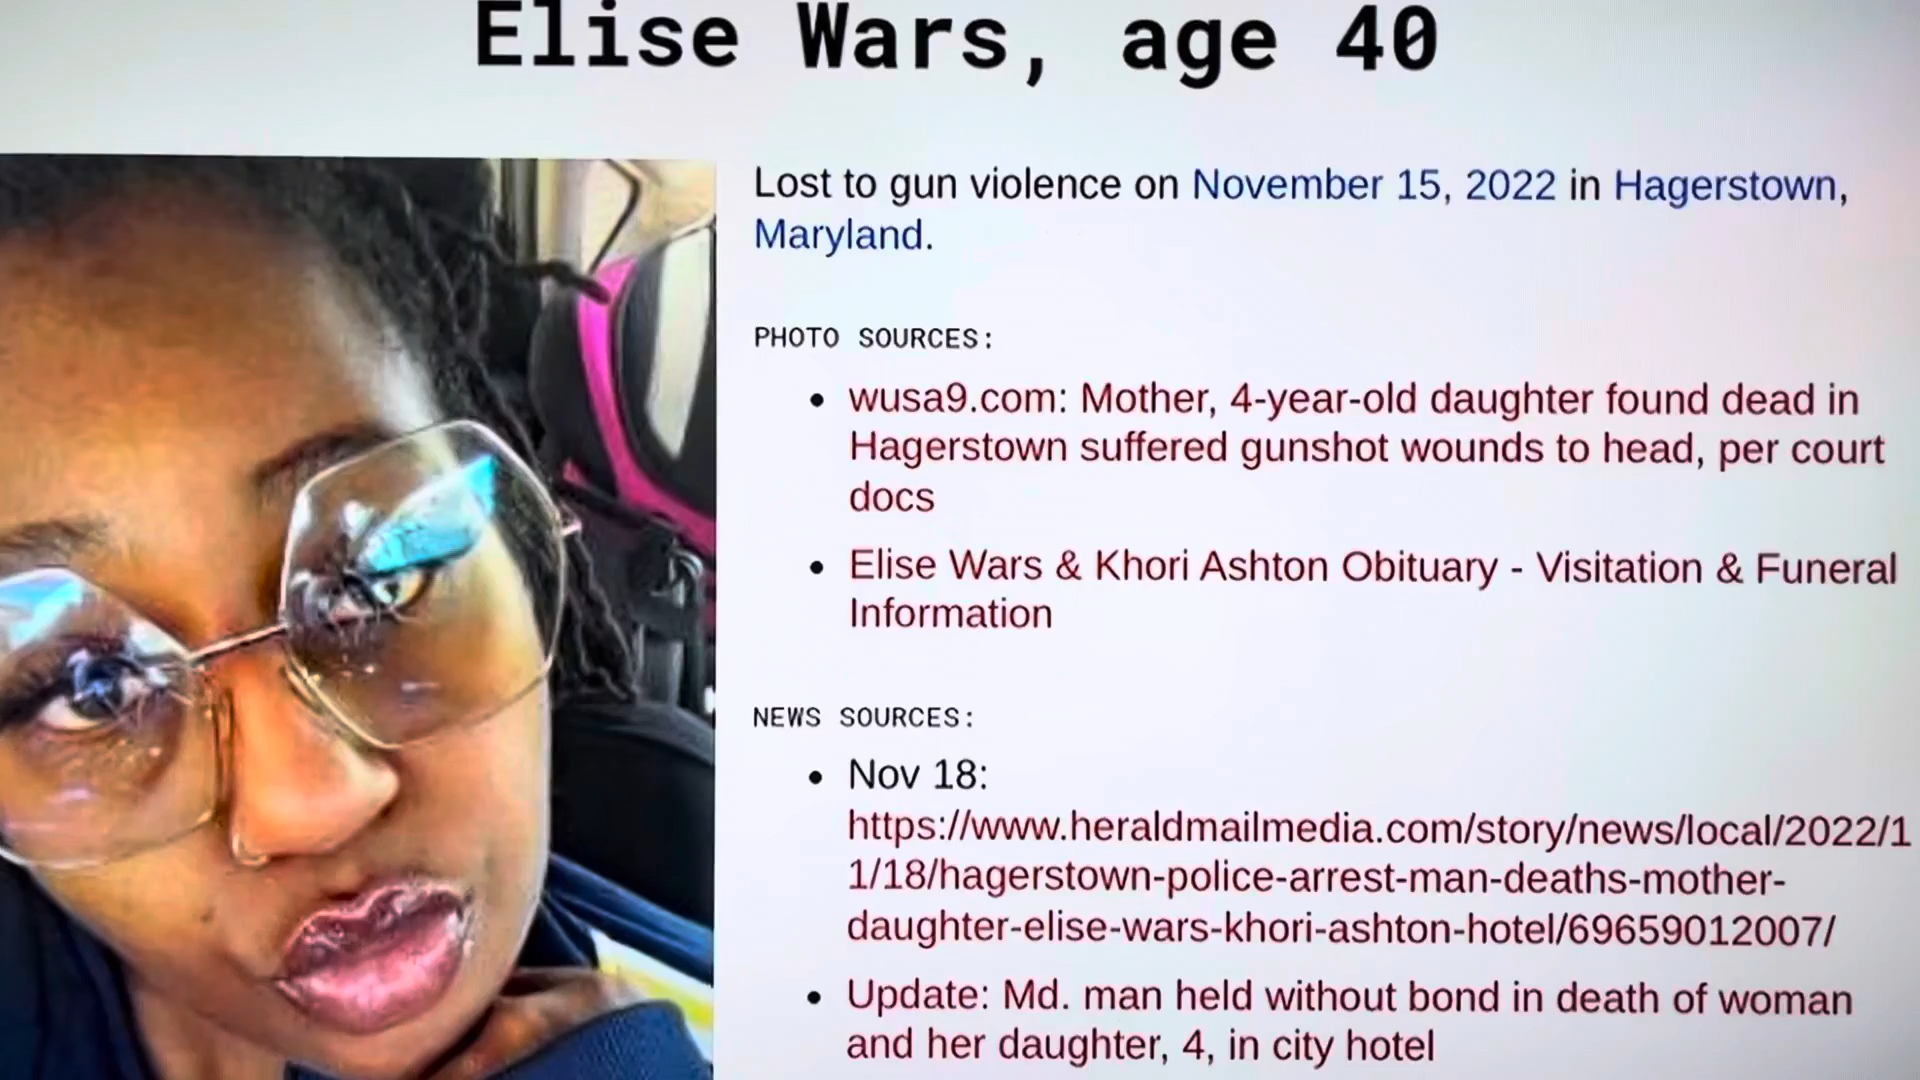 Elise Wars, age 40
Lost to gun violence on November 15, 2022 in Hagerstown,
Maryland.
PHOTO SOURCES:
• wusa9.com: Mother, 4-year-old daughter found dead in
Hagerstown suffered gunshot wounds to head, per court
docs
• Elise Wars & Khori Ashton Obituary - Visitation & Funeral
Information
NEWS SOURCES:
• Nov 18:
https://www.heraldmailmedia.com/story/news/local/2022/1
1/18/hagerstown-police-arrest-man-deaths-mother-
daughter-elise-wars-khori-ashton-hotel/69659012007/
• Update: Md. man held without bond in death of woman
and her daughter, 4, in city hotel